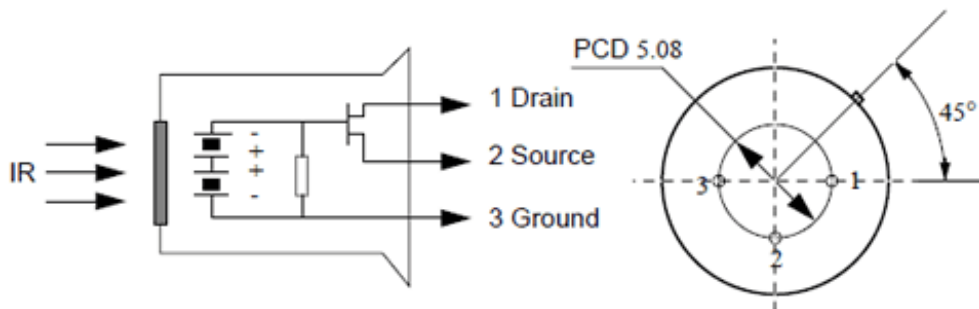 IR
-
+
+
-
1 Drain
2 Source
3 Ground
PCD 5.08
45°
3
1
2